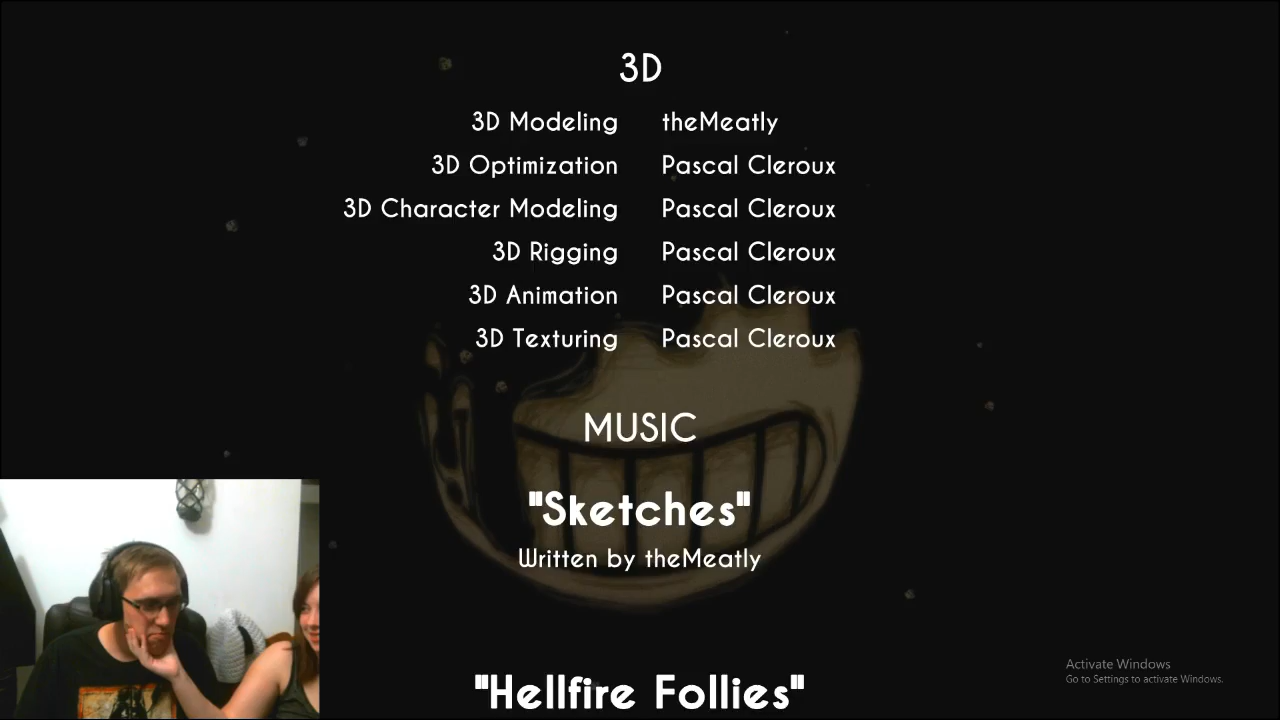 3D
3D Modeling theMeatly
3D Optimization Pascal Cleroux
3D Character Modeling Pascal Cleroux
3D Rigging Pascal Cleroux
3D Animation Pascal Cleroux
3D Texturing Pascal Cleroux
MUSIC
"Sketches"
Written by theMeatly
"Hellfire Follies"
Activate Windows
Go to Settings to activate Windows.